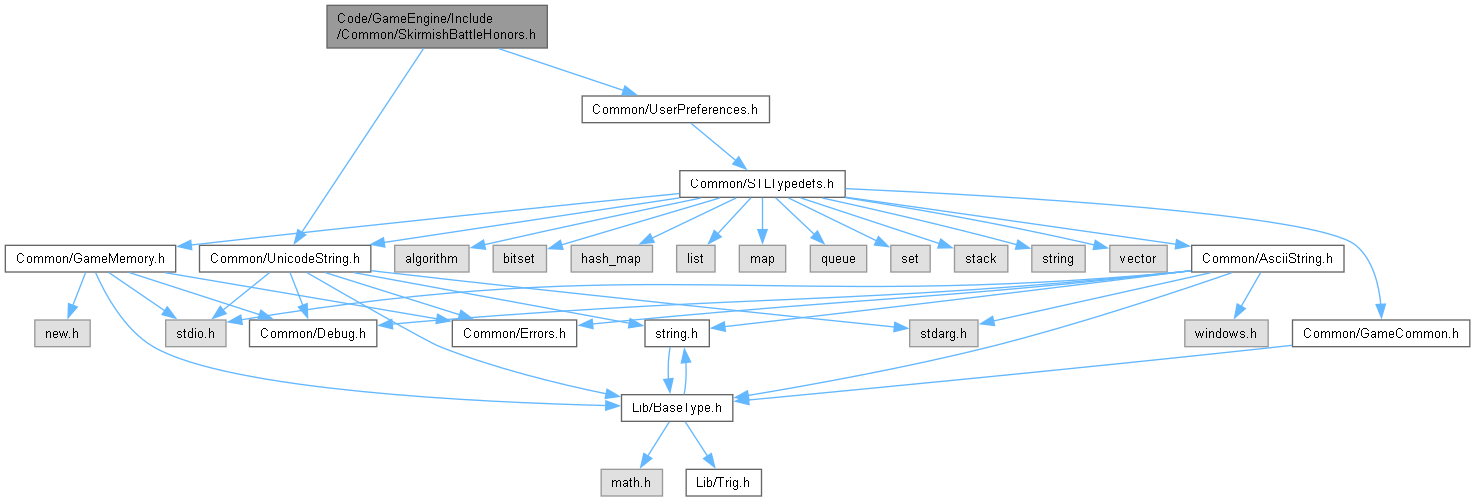 Code/GameEngine/Include
/Common/SkirmishBattleHonors.h
Common/UserPreferences.h
Common/STLTypedefs.h
Common/GameMemory.h
Common/UnicodeString.h
algorithm
bitset
hash_map
list
map
queue
set
stack
string
vector
Common/AsciiString.h
new.h
stdio.h
Common/Debug.h
Common/Errors.h
string.h
stdarg.h
windows.h
Common/GameCommon.h
Lib/BaseType.h
math.h
Lib/Trig.h